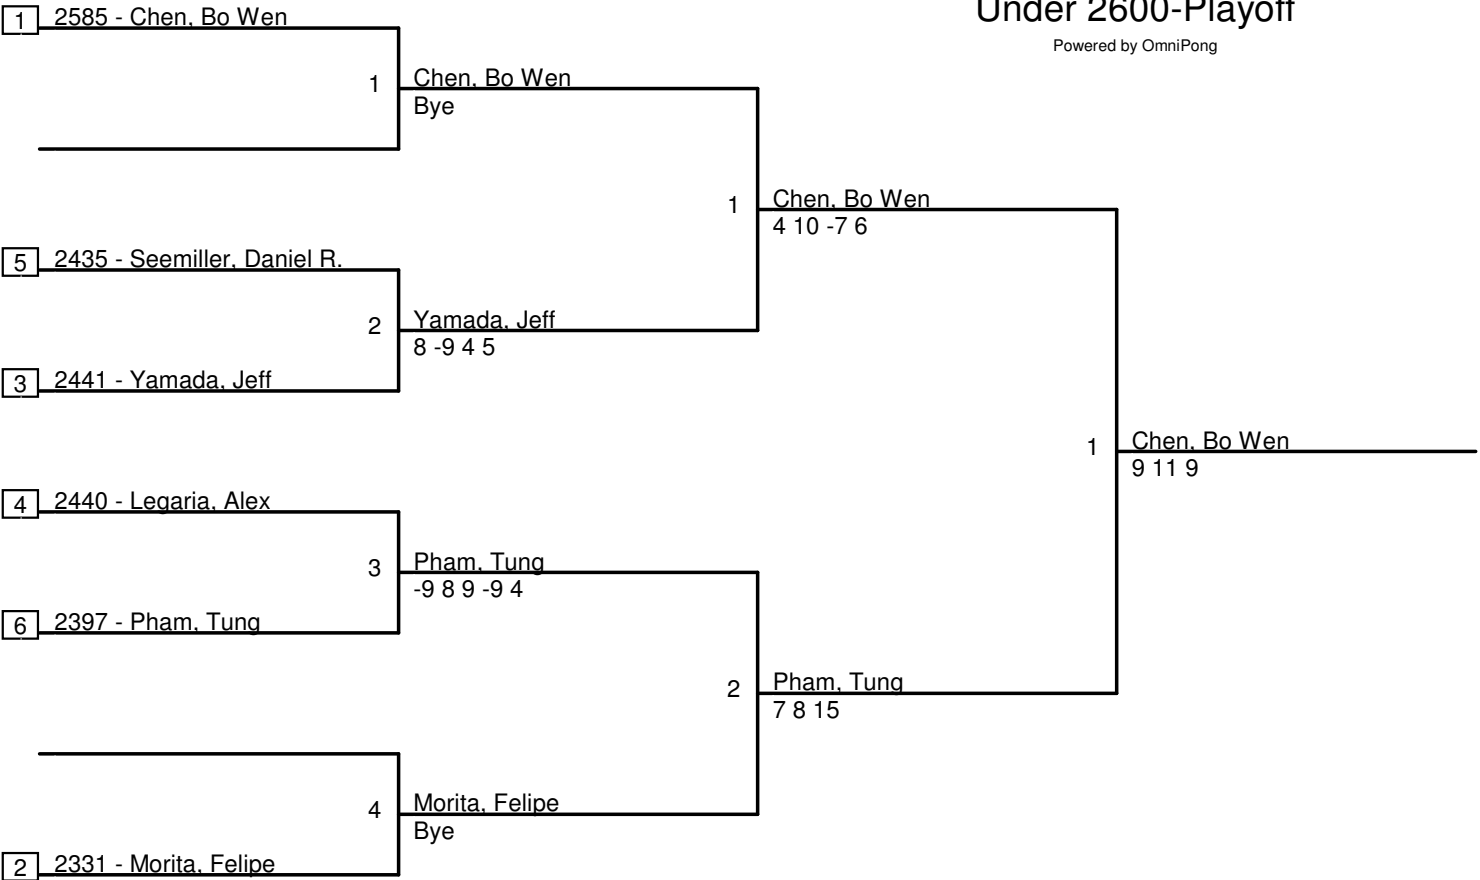 Under 2600-Playoff
Powered by OmniPong
1 2585 - Chen, Bo Wen
1 Chen, Bo Wen
Bye
1 Chen, Bo Wen
4 10 -7 6
5 2435 - Seemiller, Daniel R.
2 Yamada, Jeff
8 -9 4 5
3 2441 - Yamada, Jeff
1 Chen, Bo Wen
9 11 9
4 2440 - Legaria, Alex
3 Pham, Tung
-9 8 9 -9 4
6 2397 - Pham, Tung
2 Pham, Tung
7 8 15
4 Morita, Felipe
Bye
2 2331 - Morita, Felipe